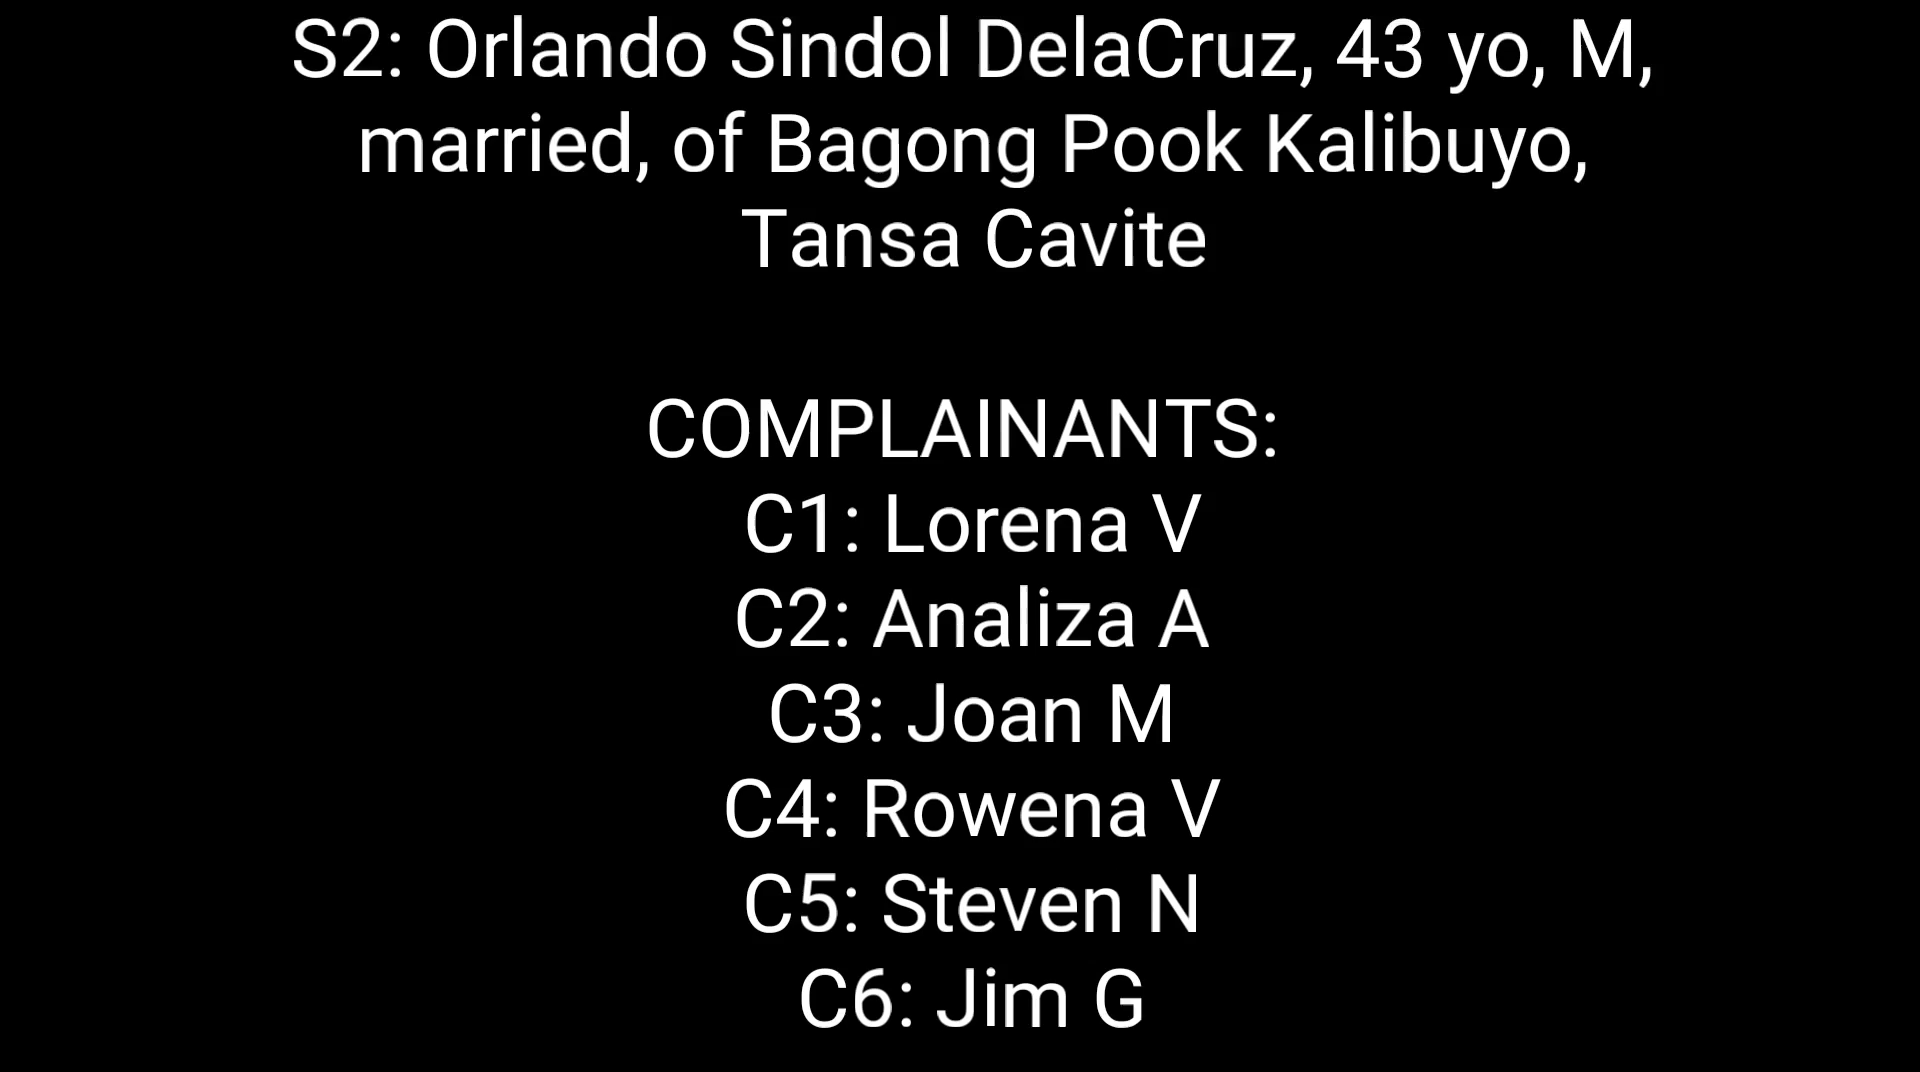 S2: Orlando Sindol DelaCruz, 43 yo, M,
married, of Bagong Pook Kalibuyo,
Tansa Cavite
COMPLAINANTS:
C1: Lorena V
C2: Analiza A
C3: Joan M
C4: Rowena V
C5: Steven N
C6: Jim G